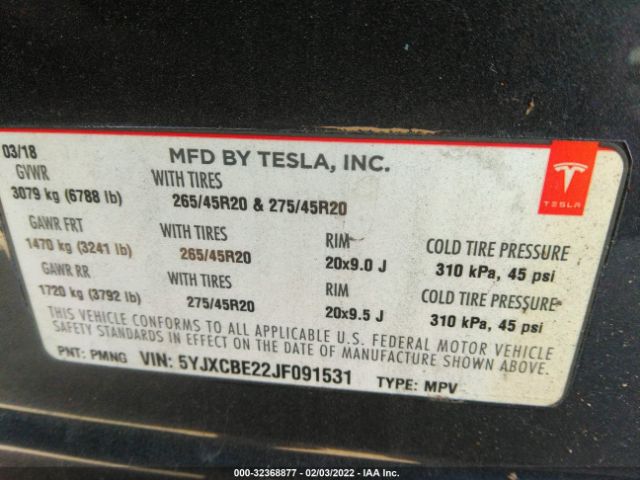 03/18
MFD BY TESLA, INC.
TESLA
GVWR
WITH TIRES
3079 kg (6788 lb)
265/45R20 & 275/45R20
GAWR FRT
WITH TIRES
RIM
COLD TIRE PRESSURE
1470 kg (3241 lb)
265/45R20
20x9.0 J
310 kPa, 45 psi
GAWR RR
WITH TIRES
RIM
COLD TIRE PRESSURE
1720 kg (3792 lb)
275/45R20
20x9.5 J
310 kPa, 45 psi
THIS VEHICLE CONFORMS TO ALL APPLICABLE U.S. FEDERAL MOTOR VEHICLE
SAFETY STANDARDS IN EFFECT ON THE DATE OF MANUFACTURE SHOWN ABOVE.
PNT: PMNG VIN: 5YJXCBE22JF091531 TYPE: MPV
000-32368877 - 02/03/2022 - IAA Inc.